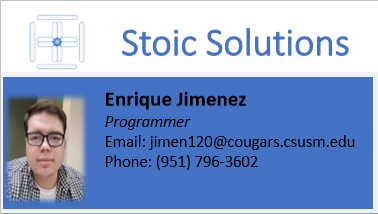 Stoic Solutions
Enrique Jimenez
Programmer
Email: jimen120@cougars.csusm.edu
Phone: (951) 796-3602